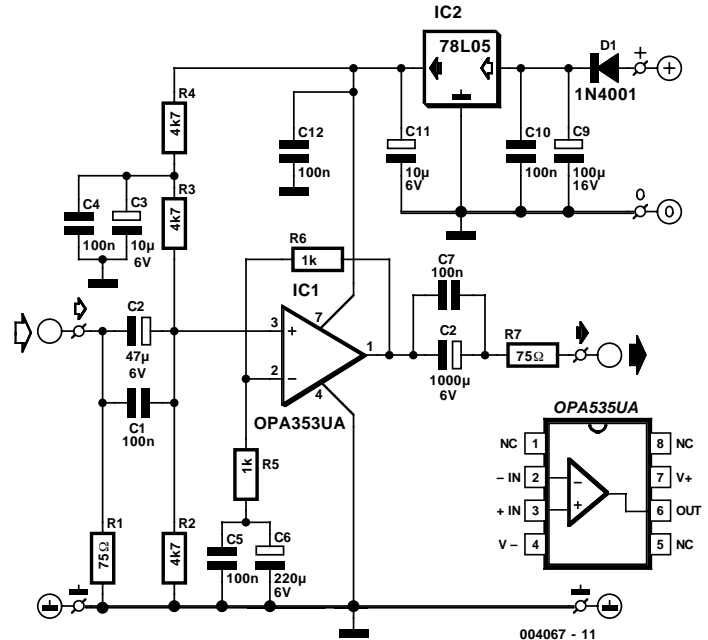 IC2
78L05
D1
+
+
1N4001
R4
4k7
C12
100n
C11
10µ
6V
C10
100n
C9
100µ
16V
0
0
C4
100n
C3
10µ
6V
R3
4k7
R6
1k
IC1
C7
100n
C2
47µ
6V
3
+
7
1
2
−
4
C2
1000µ
6V
R7
75Ω
OPA353UA
C1
100n
1k
R5
R1
75Ω
R2
4k7
C5
100n
C6
220µ
6V
OPA535UA
NC 1 8 NC
– IN 2 − 7 V+
+ IN 3 + 6 OUT
V – 4 5 NC
004067 - 11